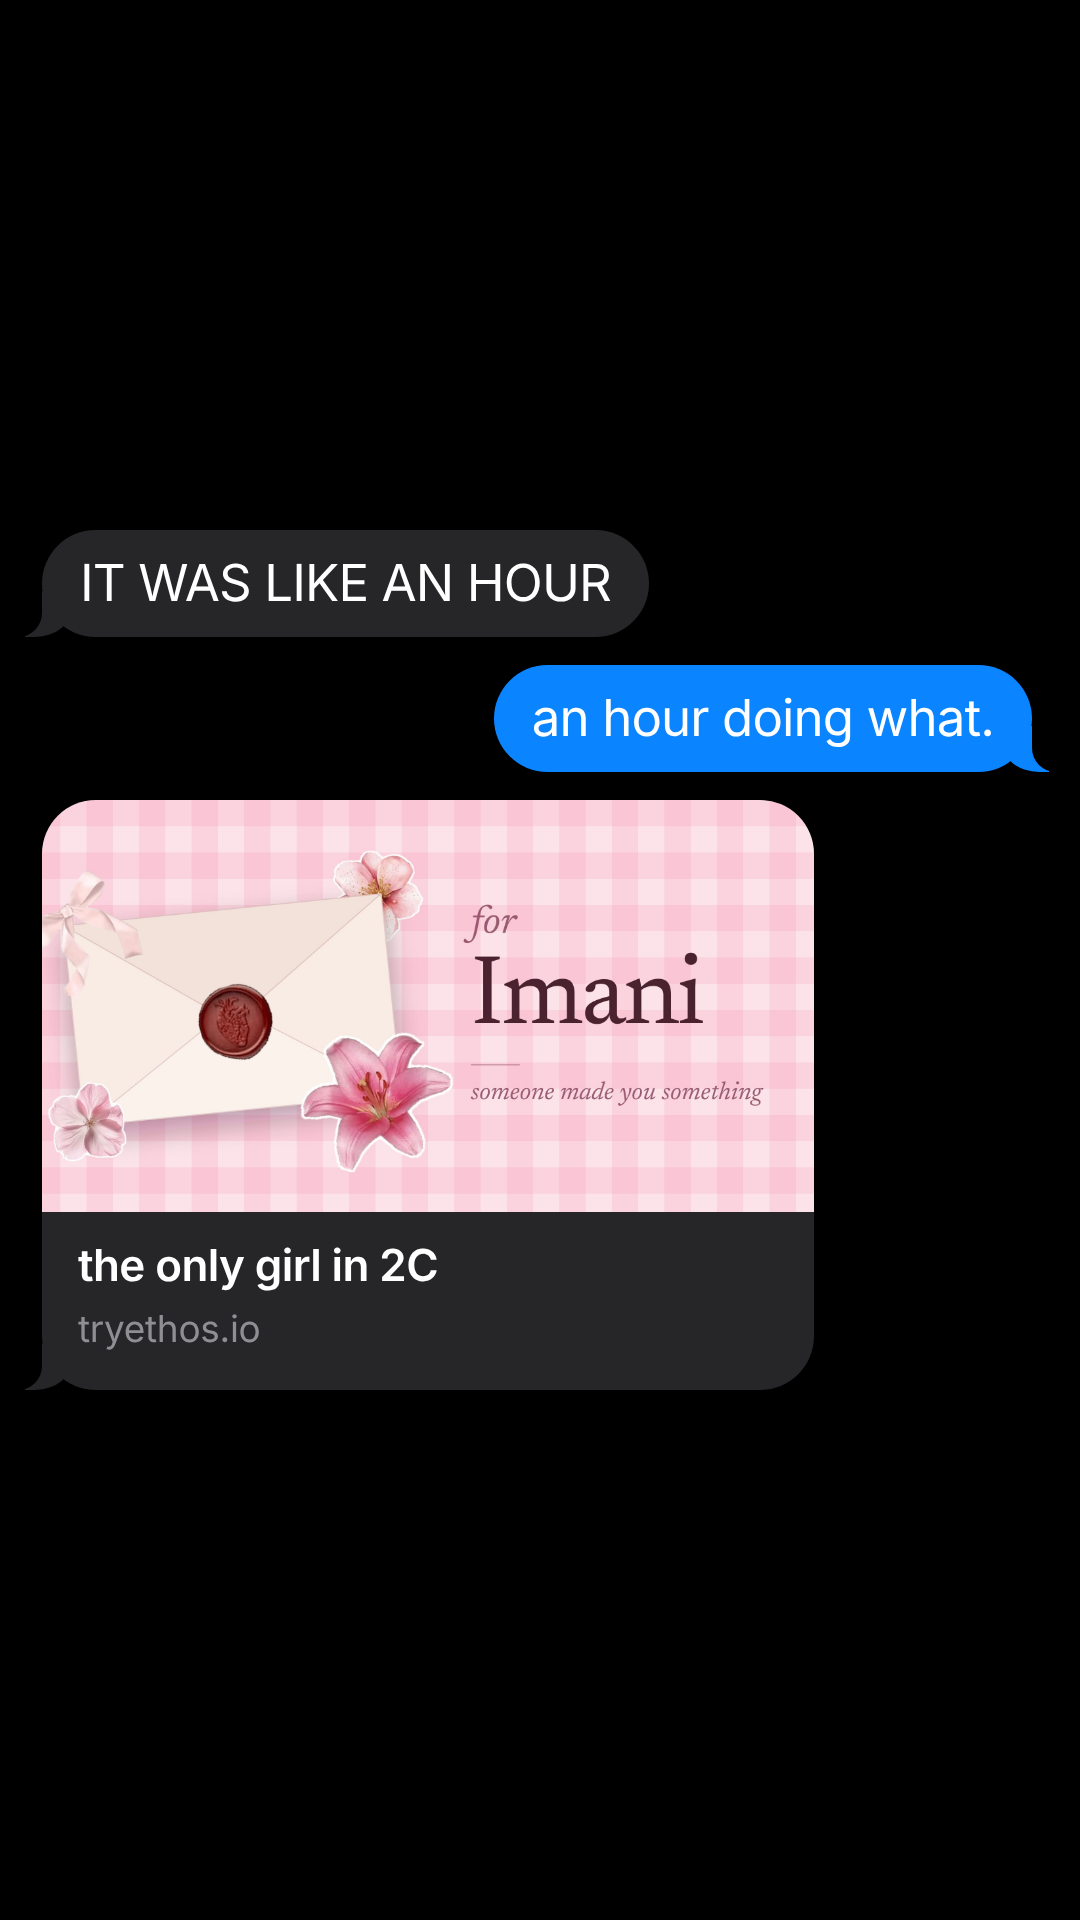 IT WAS LIKE AN HOUR
an hour doing what.
for
Imani
someone made you something
the only girl in 2C
tryethos.io